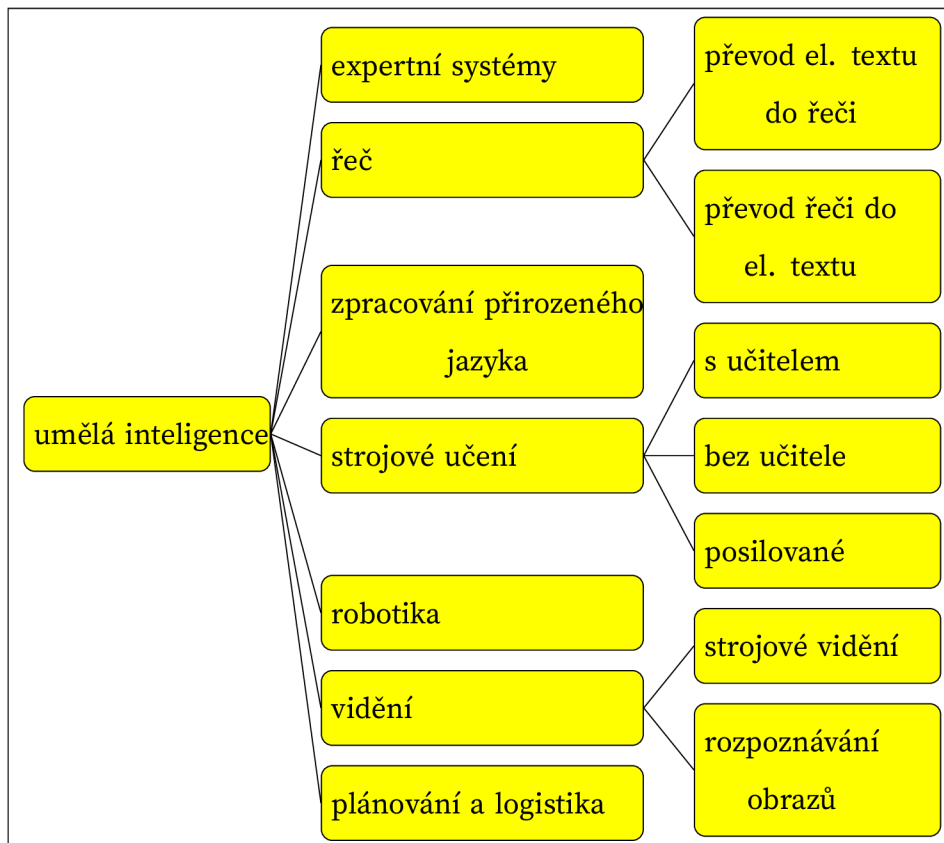 umělá inteligence
expertní systémy
řeč
převod el. textu
do řeči
převod řeči do
el. textu
zpracování přirozeného
jazyka
strojové učení
s učitelem
bez učitele
posilované
robotika
vidění
strojové vidění
rozpoznávání
obrazů
plánování a logistika